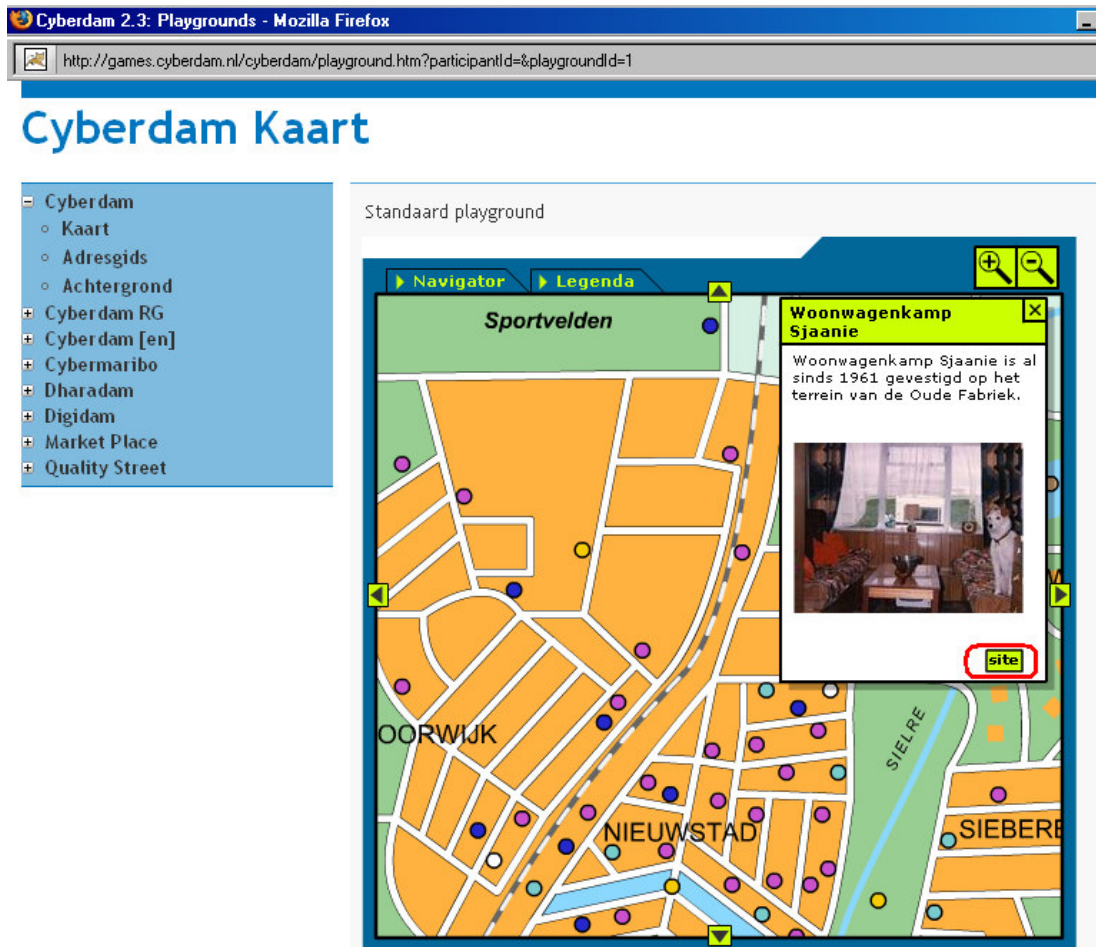 Cyberdam 2.3: Playgrounds - Mozilla Firefox
http://games.cyberdam.nl/cyberdam/playground.htm?participantId=&playgroundId=1
Cyberdam Kaart
Cyberdam
Kaart
Adresgids
Achtergrond
Cyberdam RG
Cyberdam [en]
Cybermaribo
Dharadam
Digidam
Market Place
Quality Street
Standaard playground
Navigator
Legenda
Sportvelden
Woonwagenkamp
Sjaanie
Woonwagenkamp Sjaanie is al
sinds 1961 gevestigd op het
terrein van de Oude Fabriek.
site
OORWIJK
SIELRE
NIEUWSTAD
SIEBERE